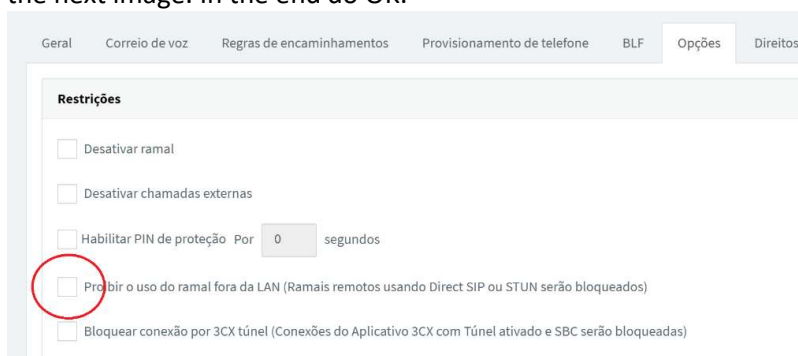 the next image. In the end do OK.
Geral Correio de voz Regras de encaminhamentos Provisionamento de telefone BLF Opções Direitos
Restrições
Desativar ramal
Desativar chamadas externas
Habilitar PIN de proteção Por 0 segundos
Proibir o uso do ramal fora da LAN (Ramais remotos usando Direct SIP ou STUN serão bloqueados)
Bloquear conexão por 3CX túnel (Conexões do Aplicativo 3CX com Túnel ativado e SBC serão bloqueadas)